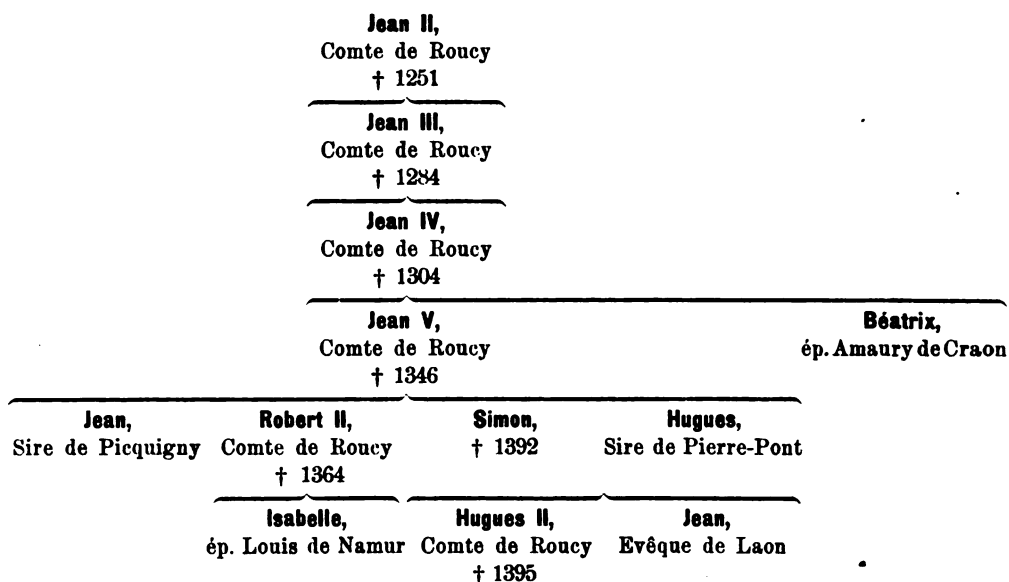 Jean II,
Comte de Roucy
† 1251
Jean III,
Comte de Roucy
† 1284
Jean IV,
Comte de Roucy
† 1304
Jean V,
Comte de Roucy
† 1346
Béatrix,
ép. Amaury de Craon
Jean,
Sire de Picquigny
Robert II,
Comte de Roucy
† 1364
Simon,
† 1392
Hugues,
Sire de Pierre-Pont
Isabelle,
ép. Louis de Namur
Hugues II,
Comte de Roucy
† 1395
Jean,
Evêque de Laon